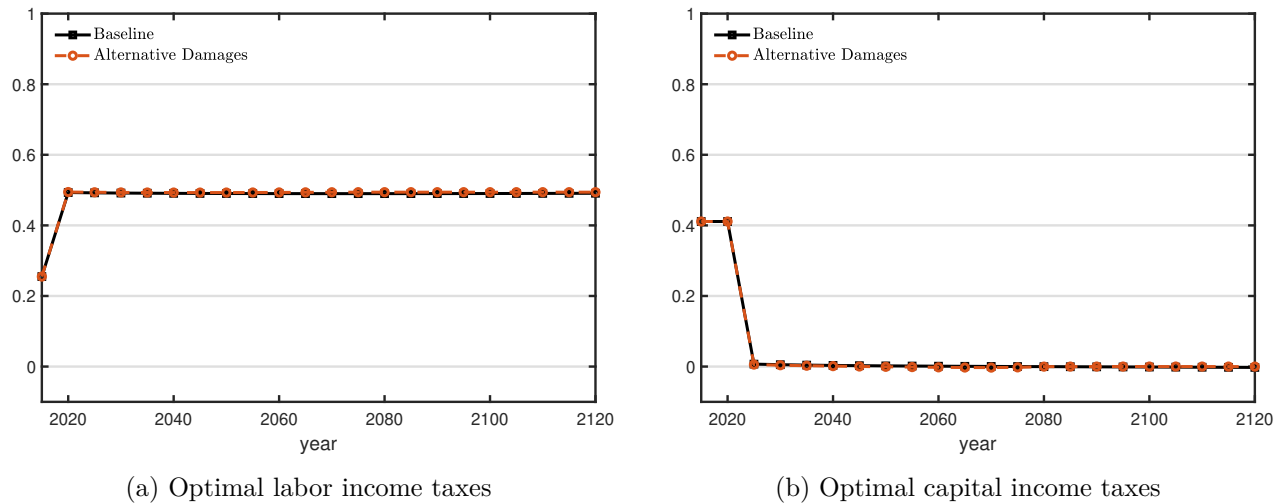 1
0.8
0.6
0.4
0.2
0
Baseline
Alternative Damages
2020 2040 2060 2080 2100 2120
year
(a) Optimal labor income taxes
1
0.8
0.6
0.4
0.2
0
Baseline
Alternative Damages
2020 2040 2060 2080 2100 2120
year
(b) Optimal capital income taxes